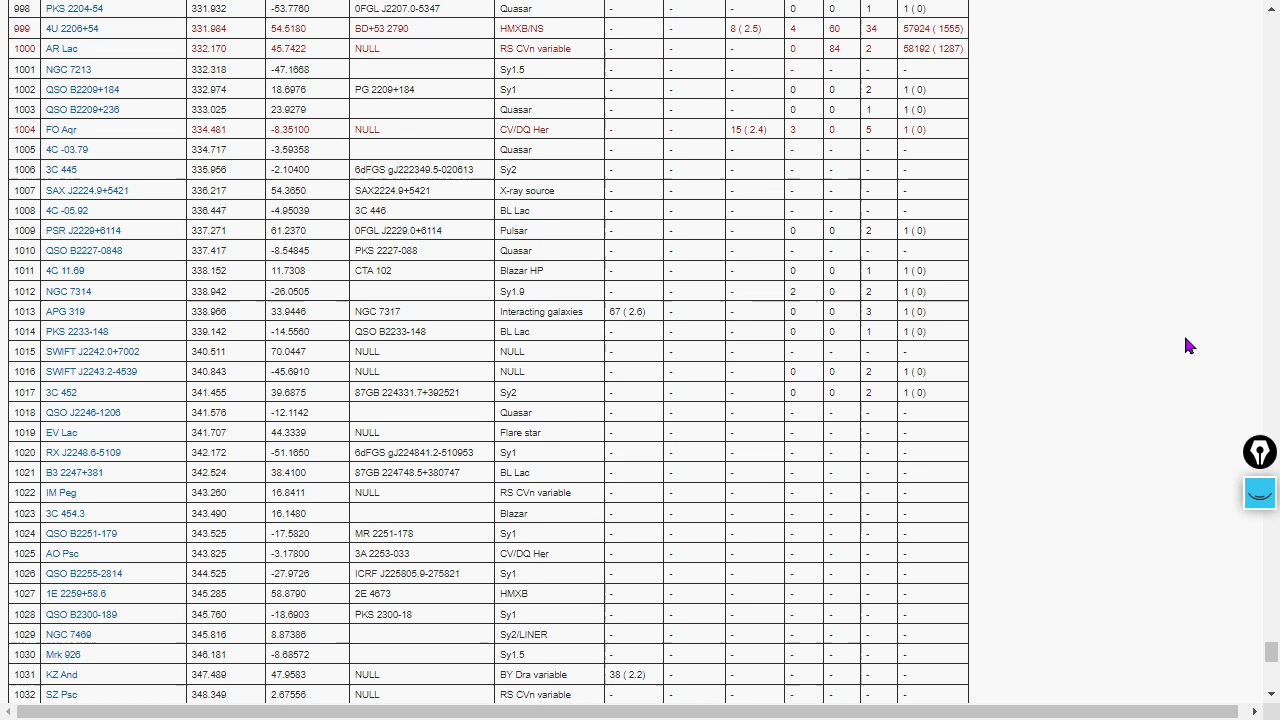 998 PKS 2204-54 331.932 -53.7760 0FGL J2207.0-5347 Quasar - - - 0 0 1 1 ( 0)
999 4U 2206+54 331.984 54.5180 BD+53 2790 HMXB/NS - - 8 ( 2.5) 4 60 34 57924 ( 1555)
1000 AR Lac 332.170 45.7422 NULL RS CVn variable - - - 0 84 2 58192 ( 1287)
1001 NGC 7213 332.318 -47.1668 Sy1.5 - - - - - - -
1002 QSO B2209+184 332.974 18.6976 PG 2209+184 Sy1 - - - 0 0 2 1 ( 0)
1003 QSO B2209+236 333.025 23.9279 Quasar - - - 0 0 1 1 ( 0)
1004 FO Aqr 334.481 -8.35100 NULL CV/DQ Her - - 15 ( 2.4) 3 0 5 1 ( 0)
1005 4C -03.79 334.717 -3.59358 Quasar - - - - - - -
1006 3C 445 335.956 -2.10400 6dFGS gJ222349.5-020613 Sy2 - - - - - - -
1007 SAX J2224.9+5421 336.217 54.3650 SAX2224.9+5421 X-ray source - - - - - - -
1008 4C -05.92 336.447 -4.95039 3C 446 BL Lac - - - - - - -
1009 PSR J2229+6114 337.271 61.2370 0FGL J2229.0+6114 Pulsar - - - 0 0 2 1 ( 0)
1010 QSO B2227-0848 337.417 -8.54845 PKS 2227-088 Quasar - - - - - - -
1011 4C 11.69 338.152 11.7308 CTA 102 Blazar HP - - - 0 0 1 1 ( 0)
1012 NGC 7314 338.942 -26.0505 Sy1.9 - - - 2 0 2 1 ( 0)
1013 APG 319 338.966 33.9446 NGC 7317 Interacting galaxies 67 ( 2.6) - - 0 0 3 1 ( 0)
1014 PKS 2233-148 339.142 -14.5560 QSO B2233-148 BL Lac - - - 0 0 1 1 ( 0)
1015 SWIFT J2242.0+7002 340.511 70.0447 NULL NULL - - - - - - -
1016 SWIFT J2243.2-4539 340.843 -45.6910 NULL NULL - - - 0 0 2 1 ( 0)
1017 3C 452 341.455 39.6875 87GB 224331.7+392521 Sy2 - - - 0 0 2 1 ( 0)
1018 QSO J2246-1206 341.576 -12.1142 Quasar - - - - - - -
1019 EV Lac 341.707 44.3339 NULL Flare star - - - - - - -
1020 RX J2248.6-5109 342.172 -51.1650 6dFGS gJ224841.2-510953 Sy1 - - - - - - -
1021 B3 2247+381 342.524 38.4100 87GB 224748.5+380747 BL Lac - - - - - - -
1022 IM Peg 343.260 16.8411 NULL RS CVn variable - - - - - - -
1023 3C 454.3 343.490 16.1480 Blazar - - - - - - -
1024 QSO B2251-179 343.525 -17.5820 MR 2251-178 Sy1 - - - - - - -
1025 AO Psc 343.825 -3.17800 3A 2253-033 CV/DQ Her - - - - - - -
1026 QSO B2255-2814 344.525 -27.9726 ICRF J225805.9-275821 Sy1 - - - - - - -
1027 1E 2259+58.6 345.285 58.8790 2E 4673 HMXB - - - - - - -
1028 QSO B2300-189 345.760 -18.6903 PKS 2300-18 Sy1 - - - - - - -
1029 NGC 7469 345.816 8.87386 Sy2/LINER - - - - - - -
1030 Mrk 926 346.181 -8.68572 Sy1.5 - - - - - - -
1031 KZ And 347.489 47.9583 NULL BY Dra variable 38 ( 2.2) - - - - - -
1032 SZ Psc 348.349 2.67556 NULL RS CVn variable - - - - - - -